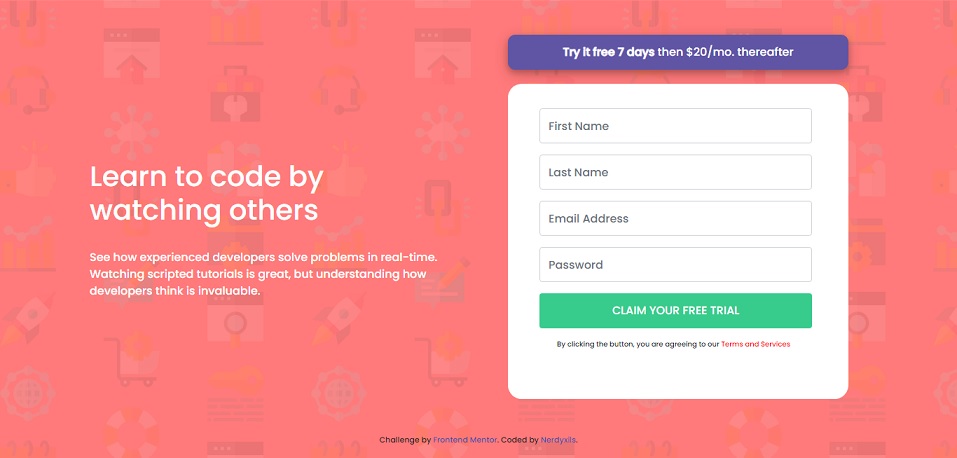 Try it free 7 days then $20/mo. thereafter
Learn to code by
watching others
See how experienced developers solve problems in real-time.
Watching scripted tutorials is great, but understanding how
developers think is invaluable.
First Name
Last Name
Email Address
Password
CLAIM YOUR FREE TRIAL
By clicking the button, you are agreeing to our Terms and Services
Challenge by Frontend Mentor. Coded by Nerdyxils.